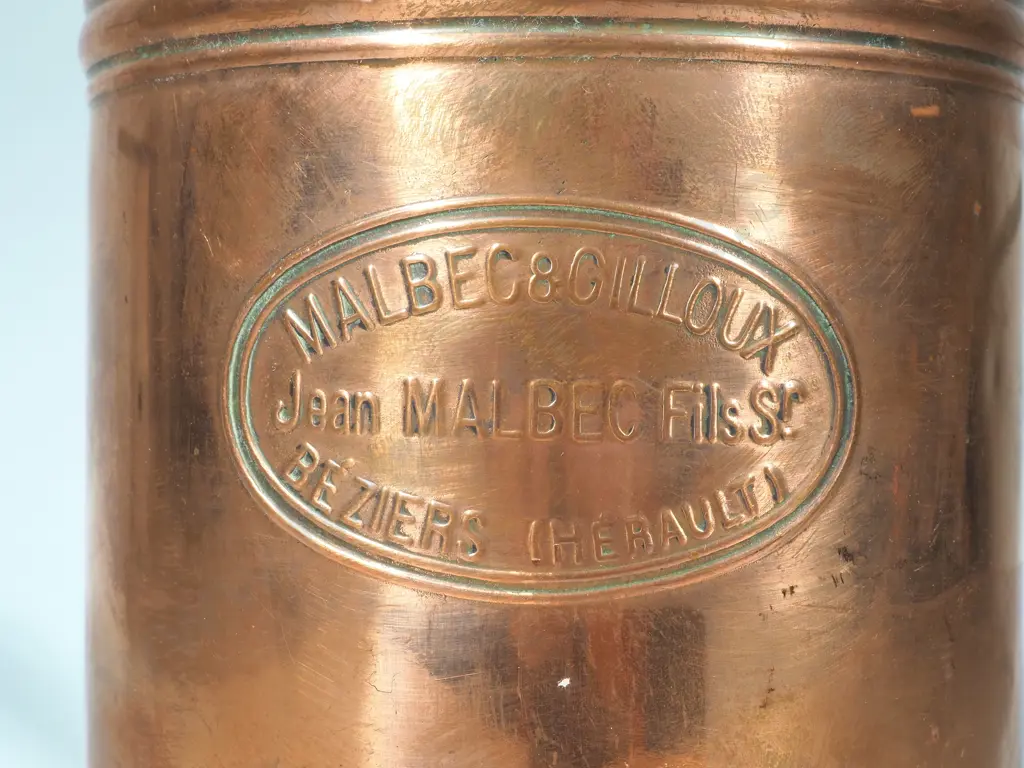 MALBEC & GILLOUX
Jean MALBEC Fils Sr
BÉZIERS (HÉRAULT)